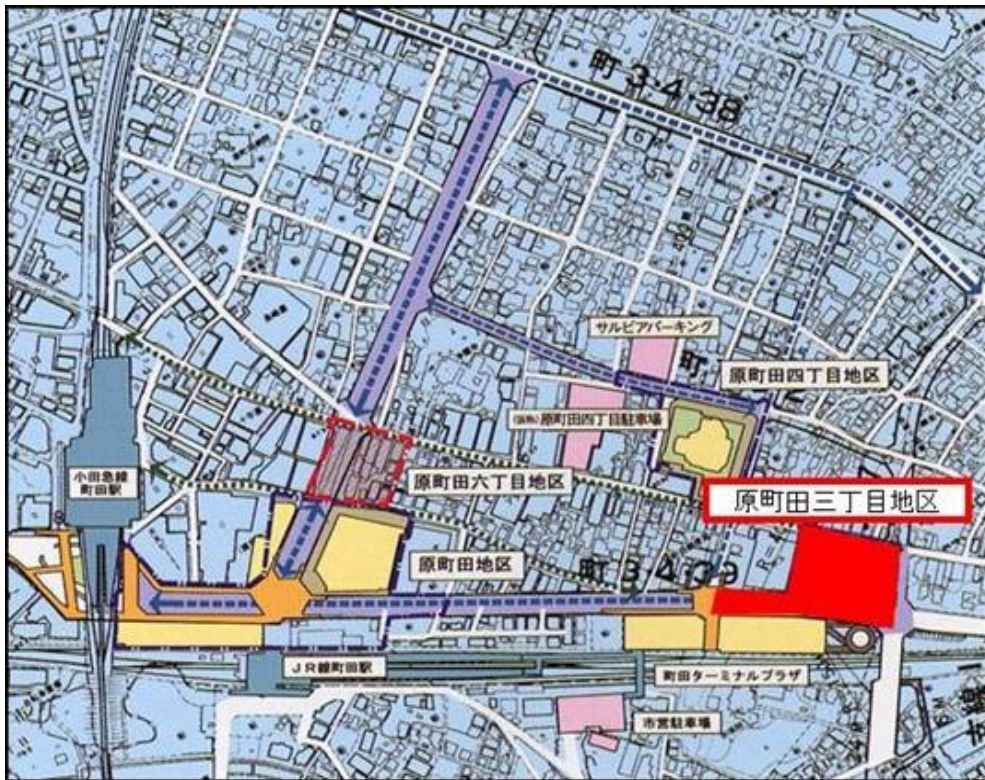 町 3・4・38
サルビアパーキング
町
原町田四丁目地区
(仮称)原町田四丁目駐車場
小田急線
町田駅
原町田六丁目地区
原町田三丁目地区
原町田地区
町 3・4・39
JR線町田駅
町田ターミナルプラザ
市営駐車場